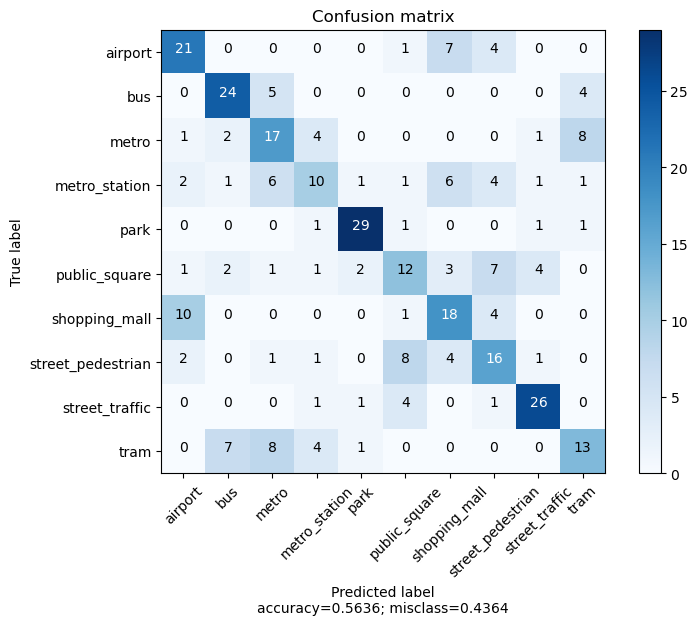 Confusion matrix
airport 21 0 0 0 0 1 7 4 0 0
bus 0 24 5 0 0 0 0 0 0 4
metro 1 2 17 4 0 0 0 0 1 8
metro_station 2 1 6 10 1 1 6 4 1 1
park 0 0 0 1 29 1 0 0 1 1
public_square 1 2 1 1 2 12 3 7 4 0
shopping_mall 10 0 0 0 0 1 18 4 0 0
street_pedestrian 2 0 1 1 0 8 4 16 1 0
street_traffic 0 0 0 1 1 4 0 1 26 0
tram 0 7 8 4 1 0 0 0 0 13
True label
airport
bus
metro
metro_station
park
public_square
shopping_mall
street_pedestrian
street_traffic
tram
Predicted label
accuracy=0.5636; misclass=0.4364
25
20
15
10
5
0